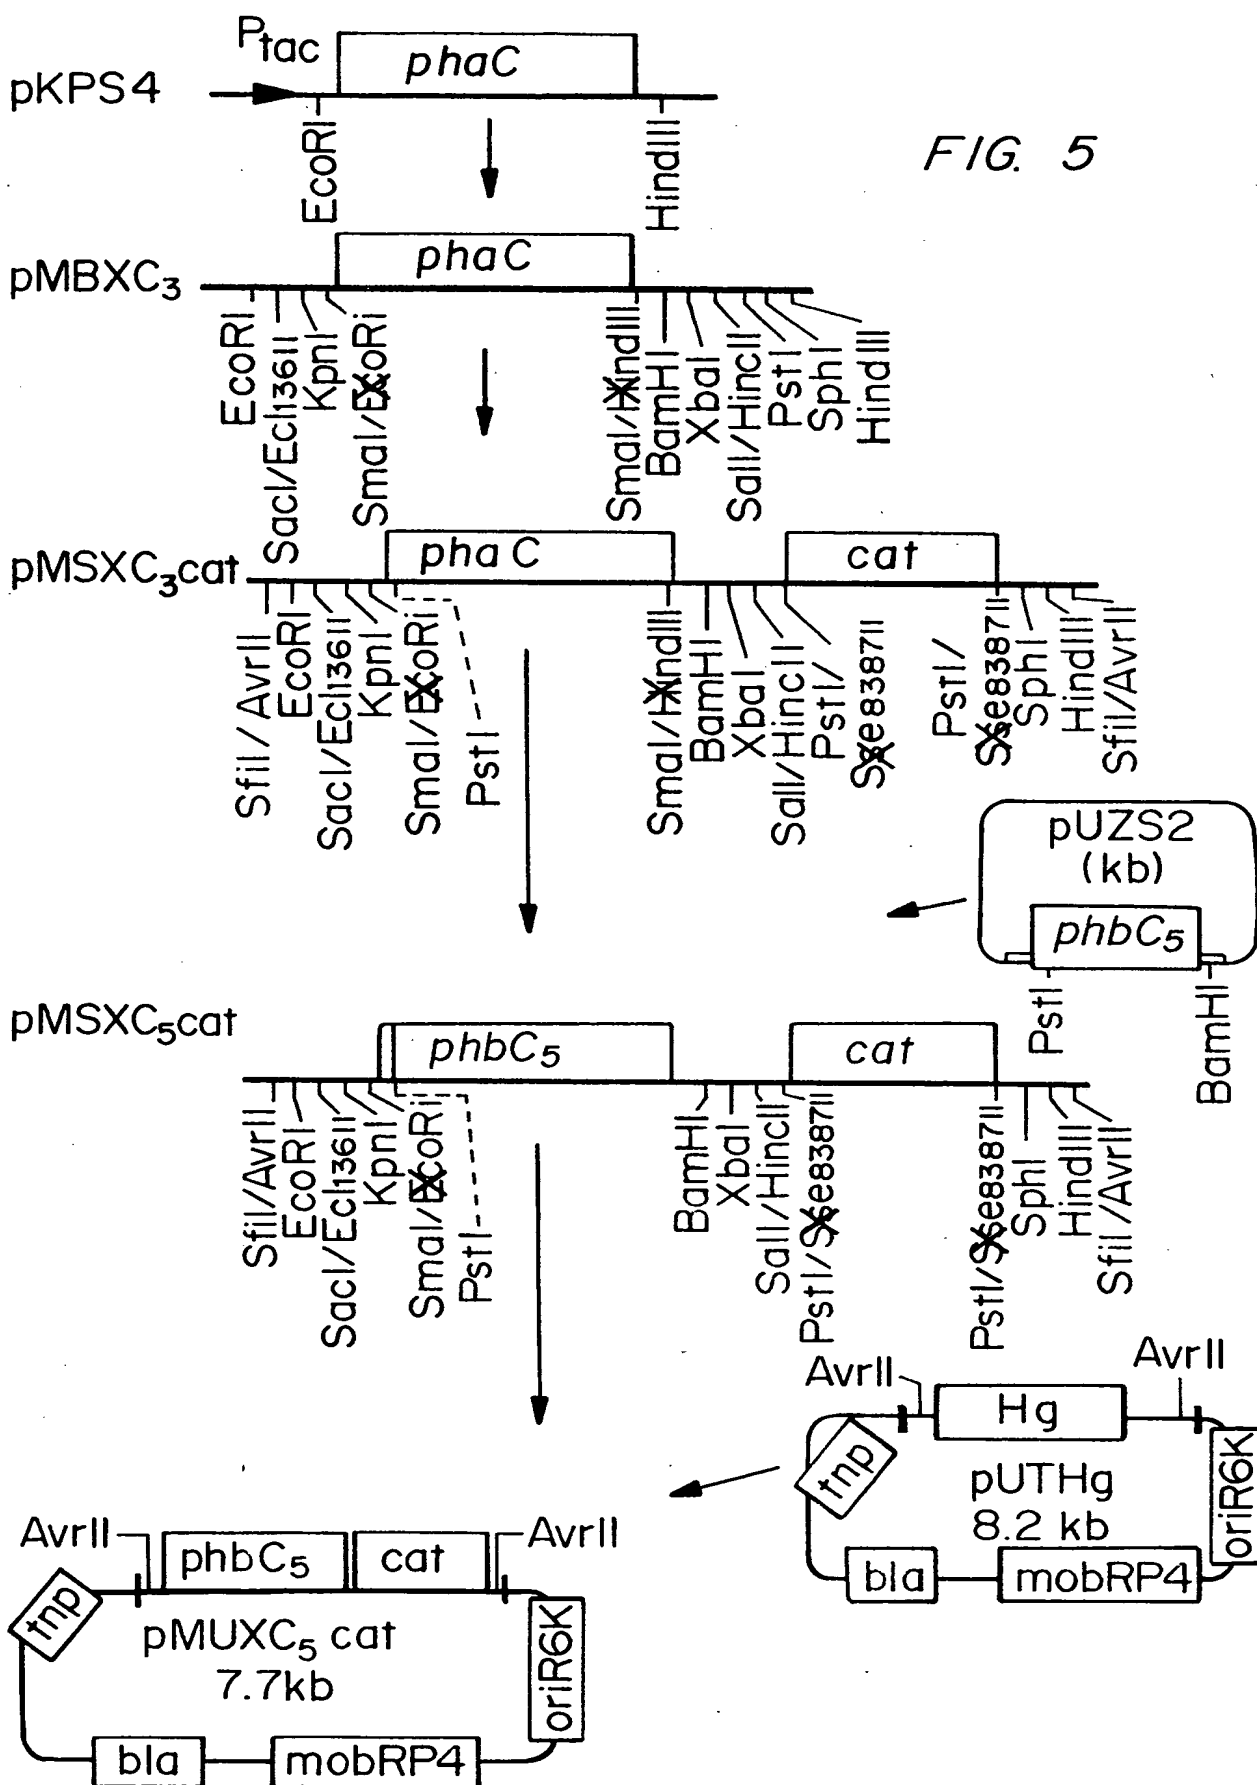 Ptac
phaC
pKPS4
EcoRI
HindIII
FIG. 5
phaC
pMBXC3
EcoRI
SacI/Ecl136II
KpnI
SmaI/EcoRi
SmaI/HindIII
BamHI
XbaI
SalI/HincII
PstI
SphI
HindIII
phaC
cat
pMSXC3cat
SfiI/AvrII
EcoRI
SacI/Ecl136II
KpnI
SmaI/EcoRi
PstI
SmaI/HindIII
BamHI
XbaI
SalI/HincII
PstI/
Sse8387II
PstI/
Sse8387II
SphI
HindIII
SfiI/AvrII
pUZS2
(kb)
phbC5
PstI
BamHI
pMSXC5cat
phbC5
cat
SfiI/AvrII
EcoRI
SacI/Ecl136II
KpnI
SmaI/EcoRi
PstI
BamHI
XbaI
SalI/HincII
PstI/Sse8387II
PstI/Sse8387II
SphI
HindIII
SfiI/AvrII
AvrII
AvrII
Hg
tnp
pUTHg
8.2 kb
oriR6K
bla
mobRP4
AvrII
phbC5
cat
AvrII
tnp
pMUXC5 cat
7.7kb
oriR6K
bla
mobRP4